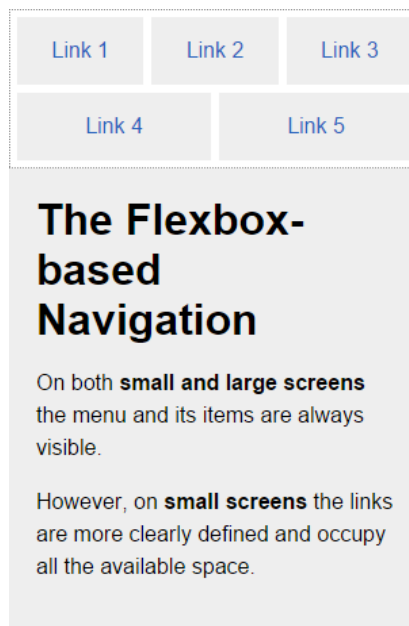 Link 1 Link 2 Link 3
Link 4 Link 5
The Flexbox-
based
Navigation
On both small and large screens
the menu and its items are always
visible.
However, on small screens the links
are more clearly defined and occupy
all the available space.